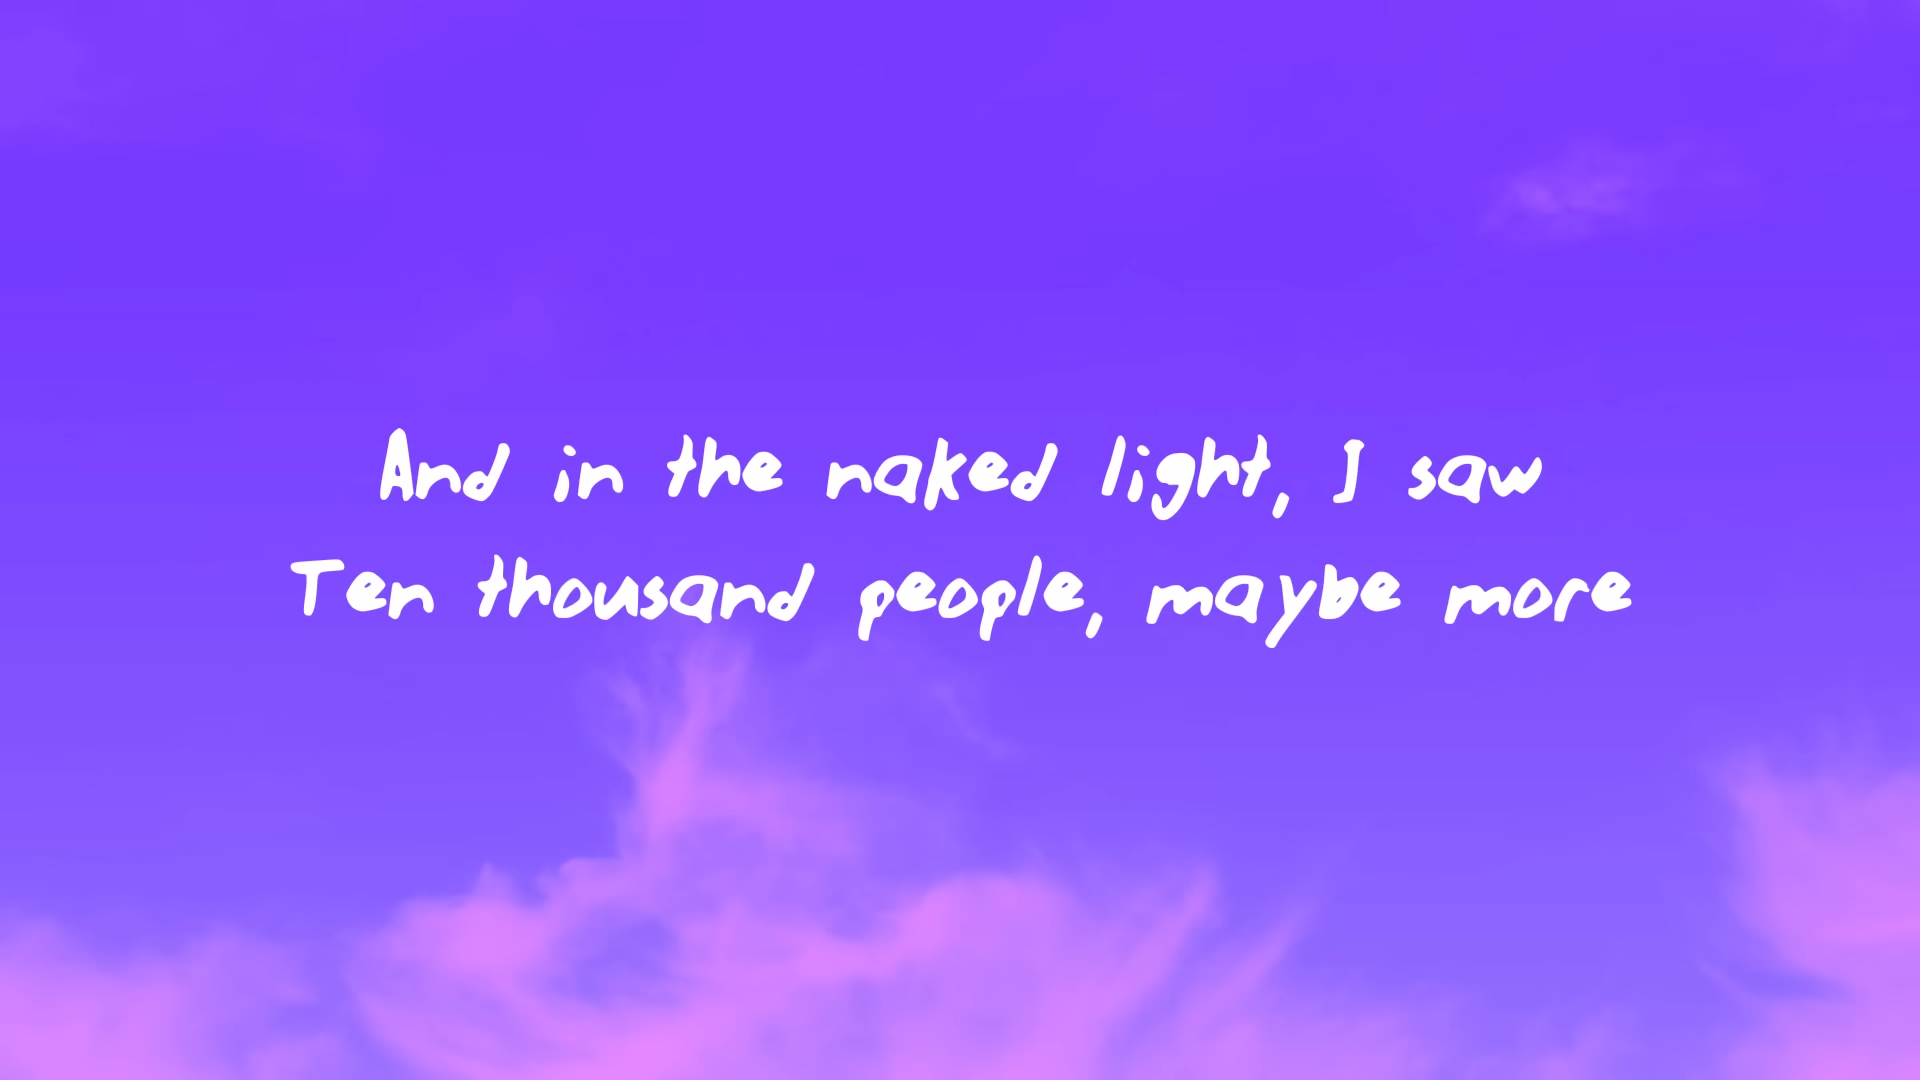 And in the naked light, I saw
Ten thousand people, maybe more